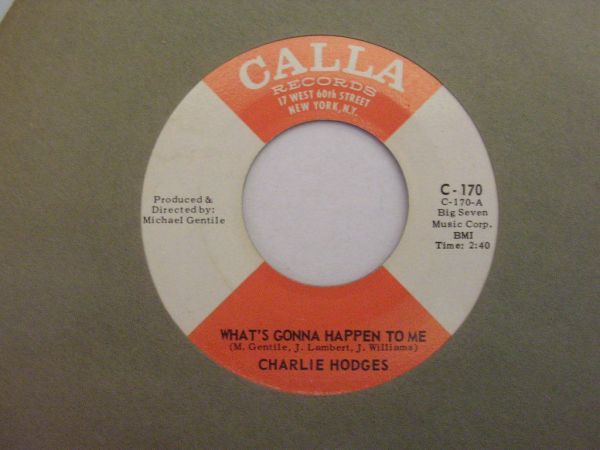 CALLA
RECORDS
17 WEST 60th STREET
NEW YORK, N.Y.
Produced &
Directed by:
Michael Gentile
C-170
C-170-A
Big Seven
Music Corp.
BMI
Time: 2:40
WHAT'S GONNA HAPPEN TO ME
(M. Gentile, J. Lambert, J. Williams)
CHARLIE HODGES